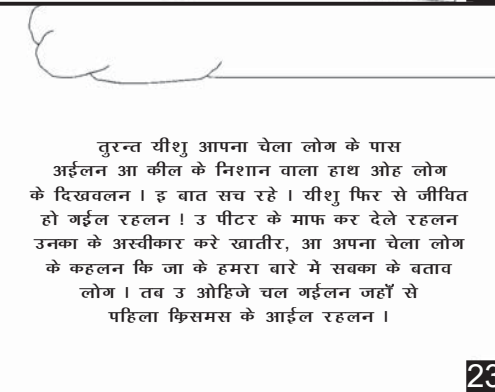 तुरन्त यीशु आपना चेला लोग के पास
अईलन आ कील के निशान वाला हाथ ओह लोग
के दिखवलन । इ बात सच रहे । यीशु फिर से जीवित
हो गईल रहलन ! उ पीटर के माफ कर देले रहलन
उनका के अस्वीकार करे खातीर, आ अपना चेला लोग
के कहलन कि जा के हमरा बारे में सबका के बताव
लोग । तब उ ओहिजे चल गईलन जहाँ से
पहिला क्रिसमस के आईल रहलन ।
23